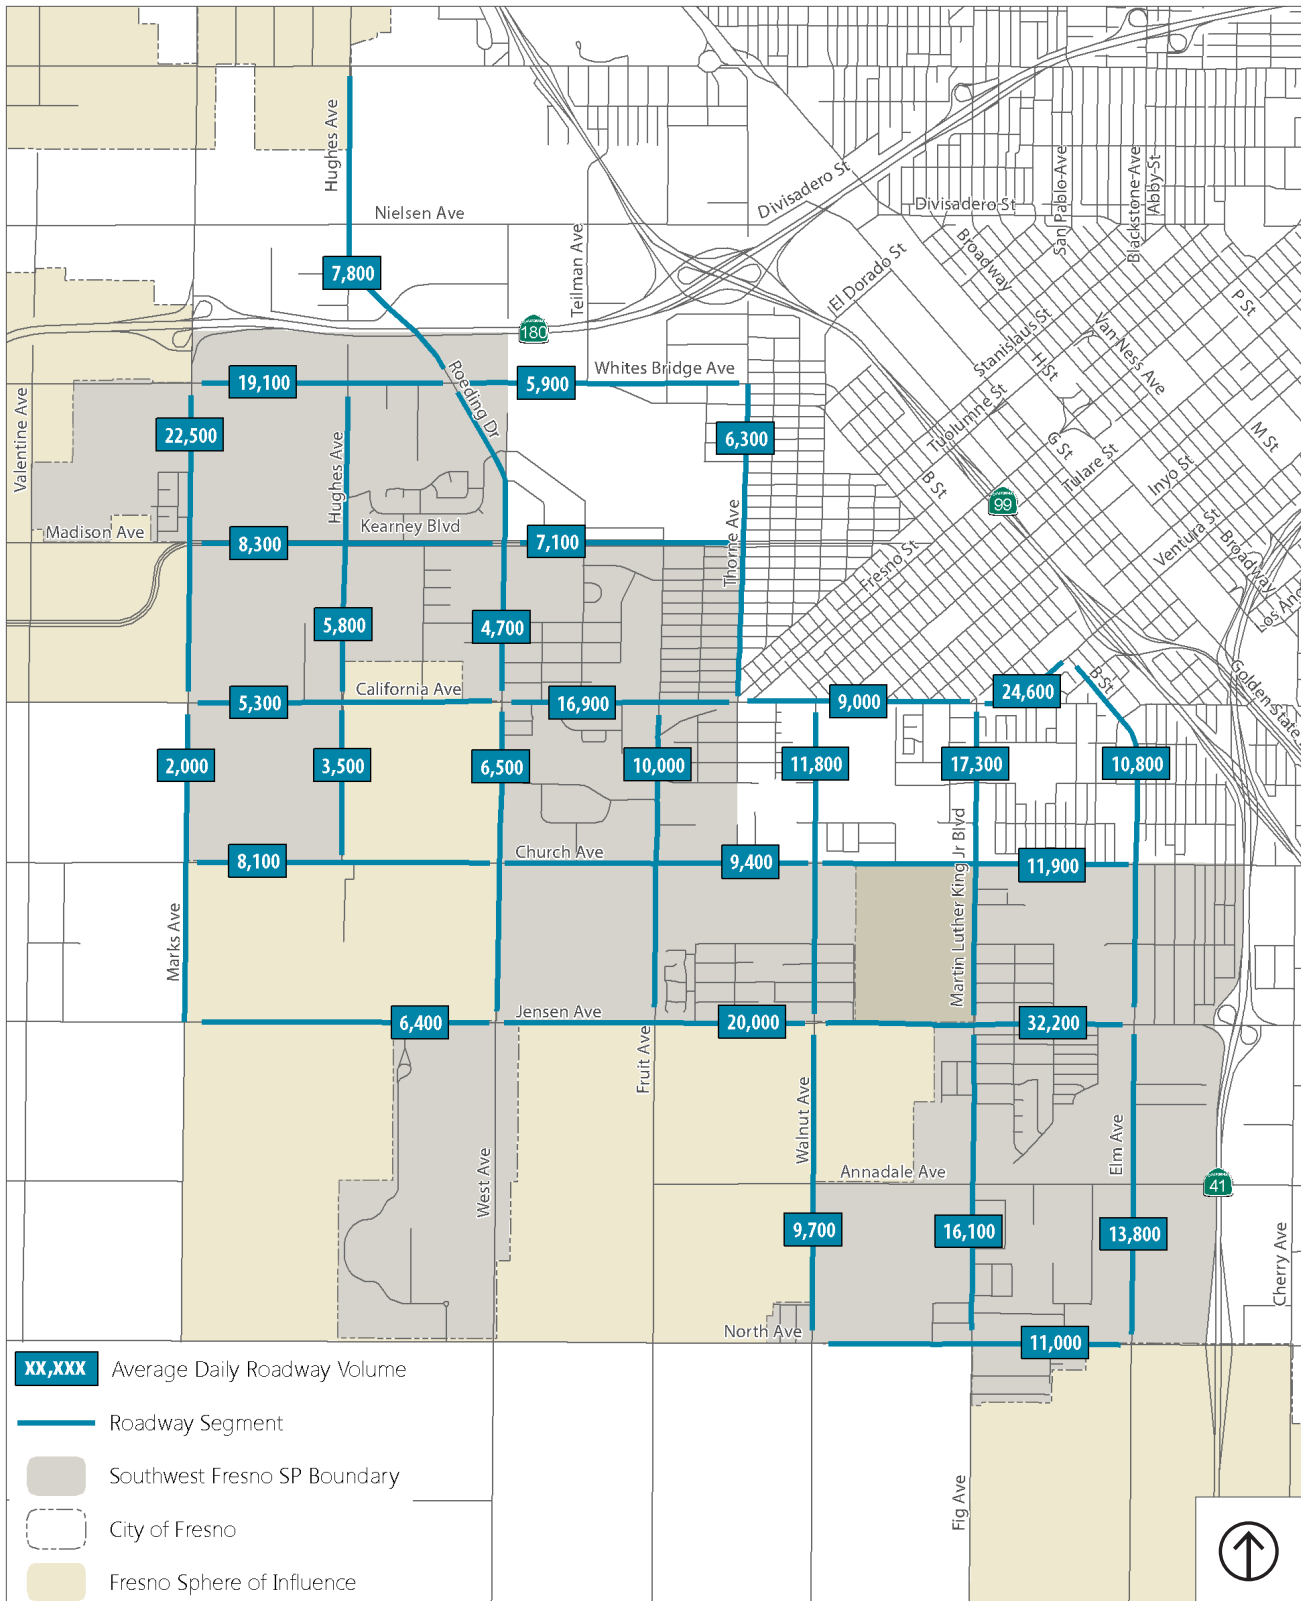 Hughes Ave
Nielsen Ave
Divisadero St
Divisadero St
San Pablo Ave
Blackstone Ave
Abby St
Teilman Ave
Broadway
El Dorado St
7,800
180
P St
Stanislaus St
H St
Van Ness Ave
Whites Bridge Ave
19,100
5,900
Roeding Dr
Valentine Ave
22,500
6,300
Tuolumne St
G St
Tulare St
M St
Hughes Ave
B St
Inyo St
99
Madison Ave
Kearney Blvd
8,300
7,100
Thorne Ave
Fresno St
Ventura St
Broadway
5,800
4,700
Golden State
California Ave
5,300
16,900
9,000
24,600
B St
2,000
3,500
6,500
10,000
11,800
17,300
10,800
Church Ave
8,100
9,400
11,900
Marks Ave
Martin Luther King Jr Blvd
Jensen Ave
6,400
20,000
32,200
Fruit Ave
Walnut Ave
Elm Ave
West Ave
Annadale Ave
41
9,700
16,100
13,800
Cherry Ave
North Ave
11,000
XX,XXX Average Daily Roadway Volume
Roadway Segment
Southwest Fresno SP Boundary
City of Fresno
Fresno Sphere of Influence
Fig Ave